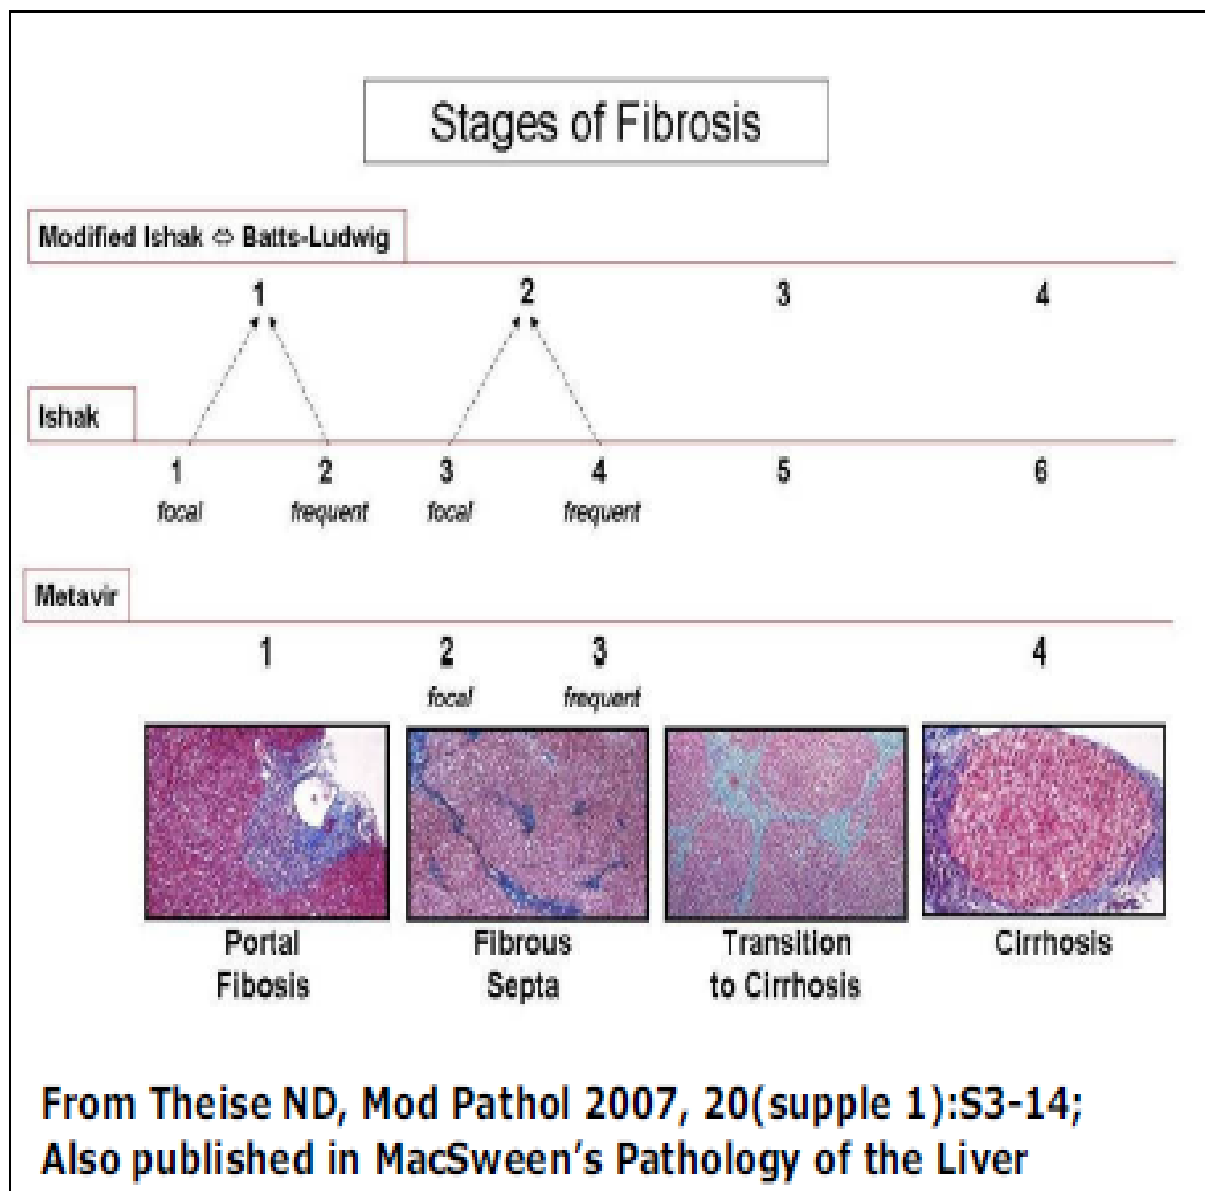 Stages of Fibrosis
Modified Ishak ⇔ Batts-Ludwig
1 2 3 4
Ishak
1 2 3 4 5 6
focal frequent focal frequent
Metavir
1 2 3 4
focal frequent
Portal Fibrous Transition Cirrhosis
Fibosis Septa to Cirrhosis
From Theise ND, Mod Pathol 2007, 20(supple 1):S3-14;
Also published in MacSween's Pathology of the Liver